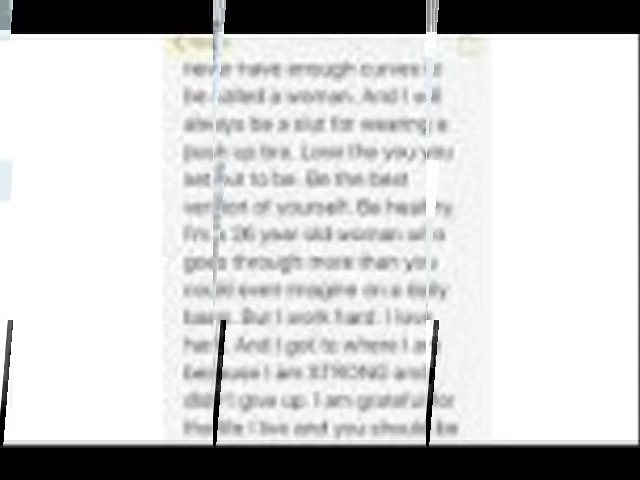 never have enough curves to
be called a woman. And I will
always be a slut for wearing a
push up bra. Love the you you
set out to be. Be the best
version of yourself. Be healthy.
I'm a 26 year old woman who
goes through more than you
could even imagine on a daily
basis. But I work hard. I love
hard. And I got to where I am
because I am STRONG and
didn't give up. I am grateful for
the life I live and you should be